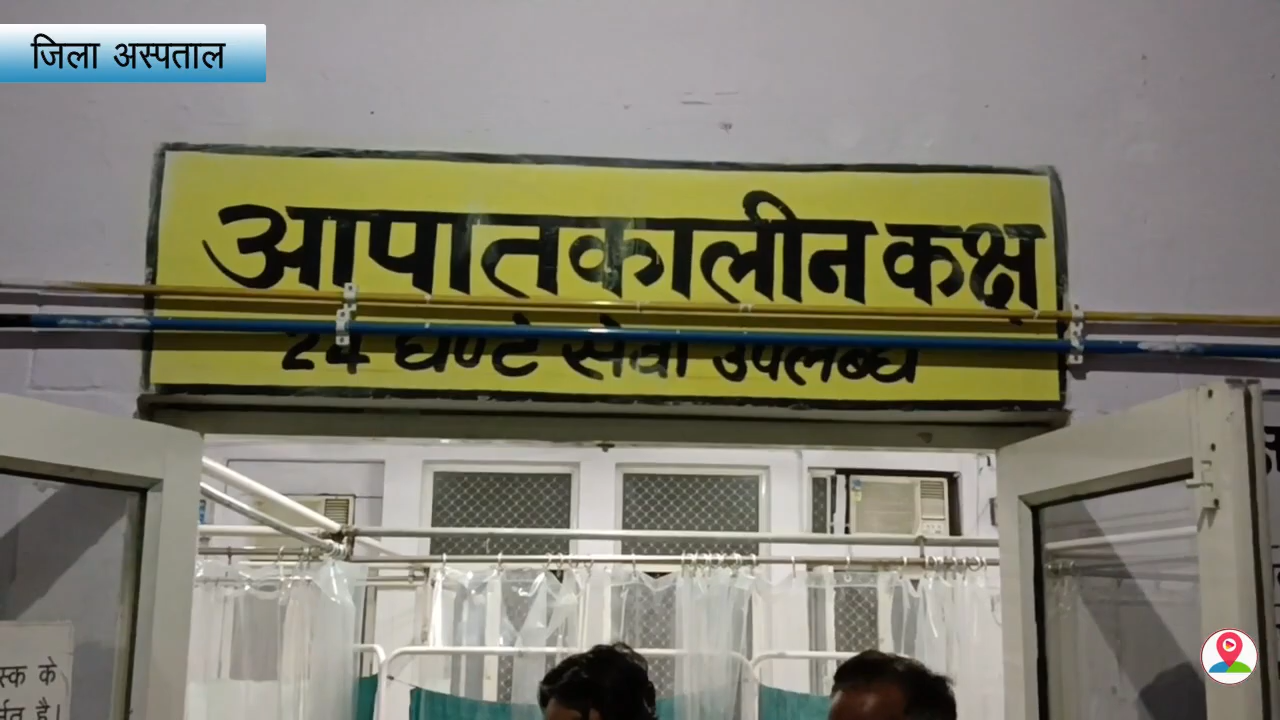 जिला अस्पताल
आपातकालीन कक्ष
24 घण्टे सेवा उपलब्ध
के
है।